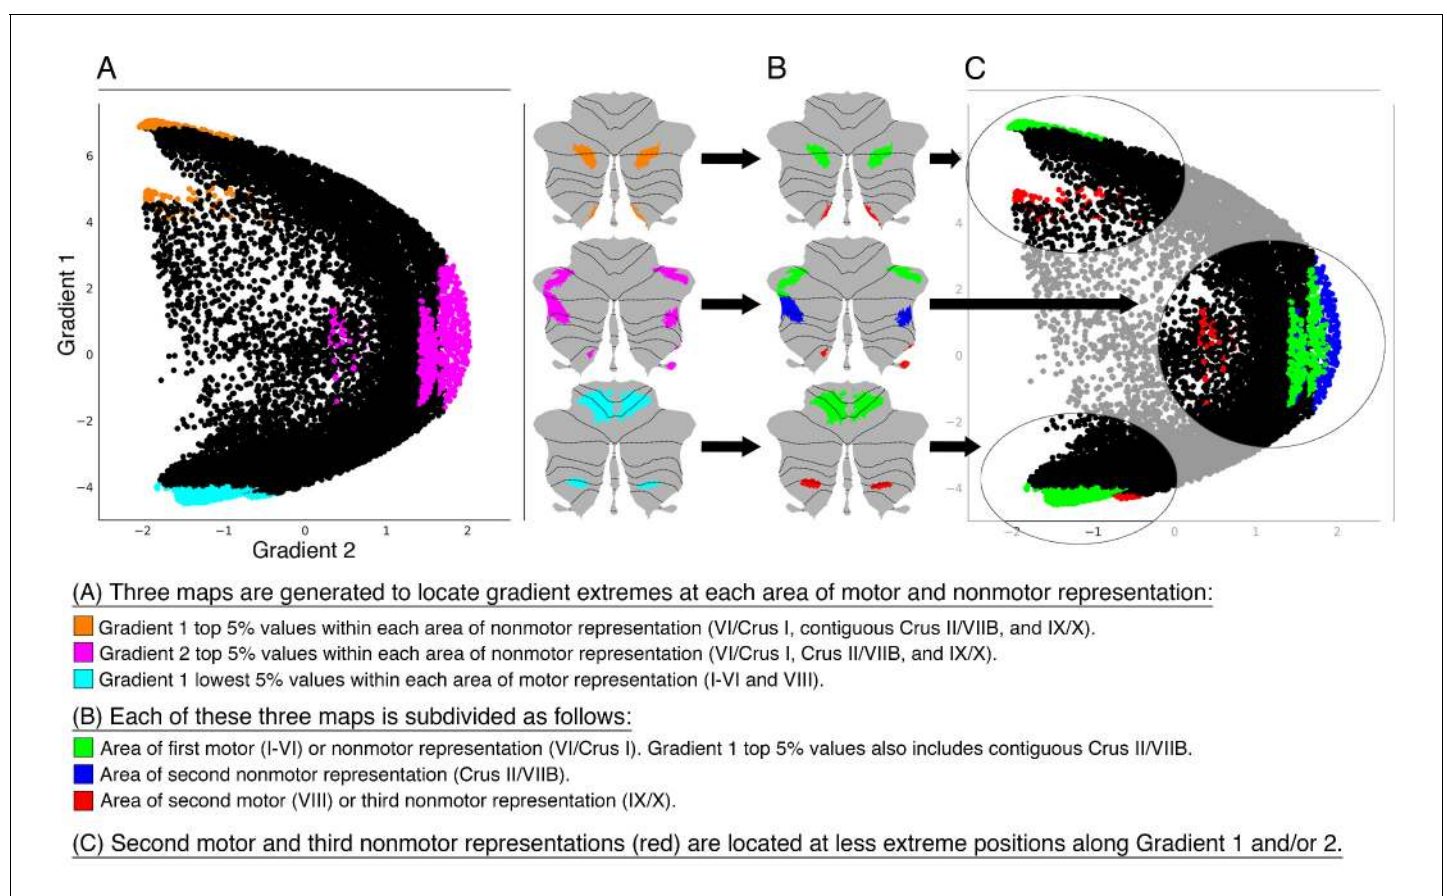 A
B
C
6
4
2
0
−2
−4
Gradient 1
−2
−1
0
1
2
Gradient 2
4
2
0
−2
−4
−2
−1
0
1
2
(A) Three maps are generated to locate gradient extremes at each area of motor and nonmotor representation:
Gradient 1 top 5% values within each area of nonmotor representation (VI/Crus I, contiguous Crus II/VIIB, and IX/X).
Gradient 2 top 5% values within each area of nonmotor representation (VI/Crus I, Crus II/VIIB, and IX/X).
Gradient 1 lowest 5% values within each area of motor representation (I-VI and VIII).
(B) Each of these three maps is subdivided as follows:
Area of first motor (I-VI) or nonmotor representation (VI/Crus I). Gradient 1 top 5% values also includes contiguous Crus II/VIIB.
Area of second nonmotor representation (Crus II/VIIB).
Area of second motor (VIII) or third nonmotor representation (IX/X).
(C) Second motor and third nonmotor representations (red) are located at less extreme positions along Gradient 1 and/or 2.